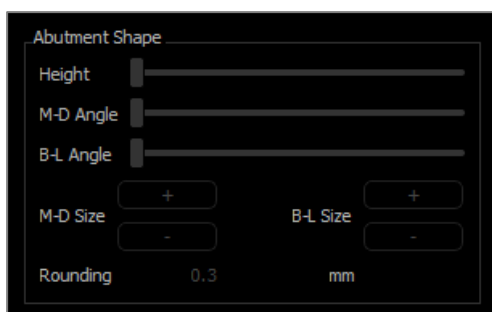 Abutment Shape
Height
M-D Angle
B-L Angle
M-D Size + - B-L Size + -
Rounding 0.3 mm